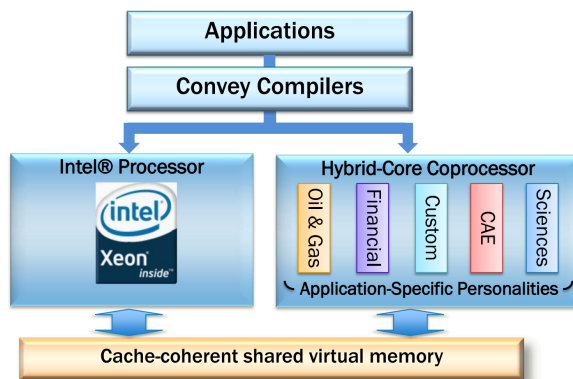 Applications
Convey Compilers
Intel® Processor
intel
Xeon
inside™
Hybrid-Core Coprocessor
Oil & Gas
Financial
Custom
CAE
Sciences
Application-Specific Personalities
Cache-coherent shared virtual memory